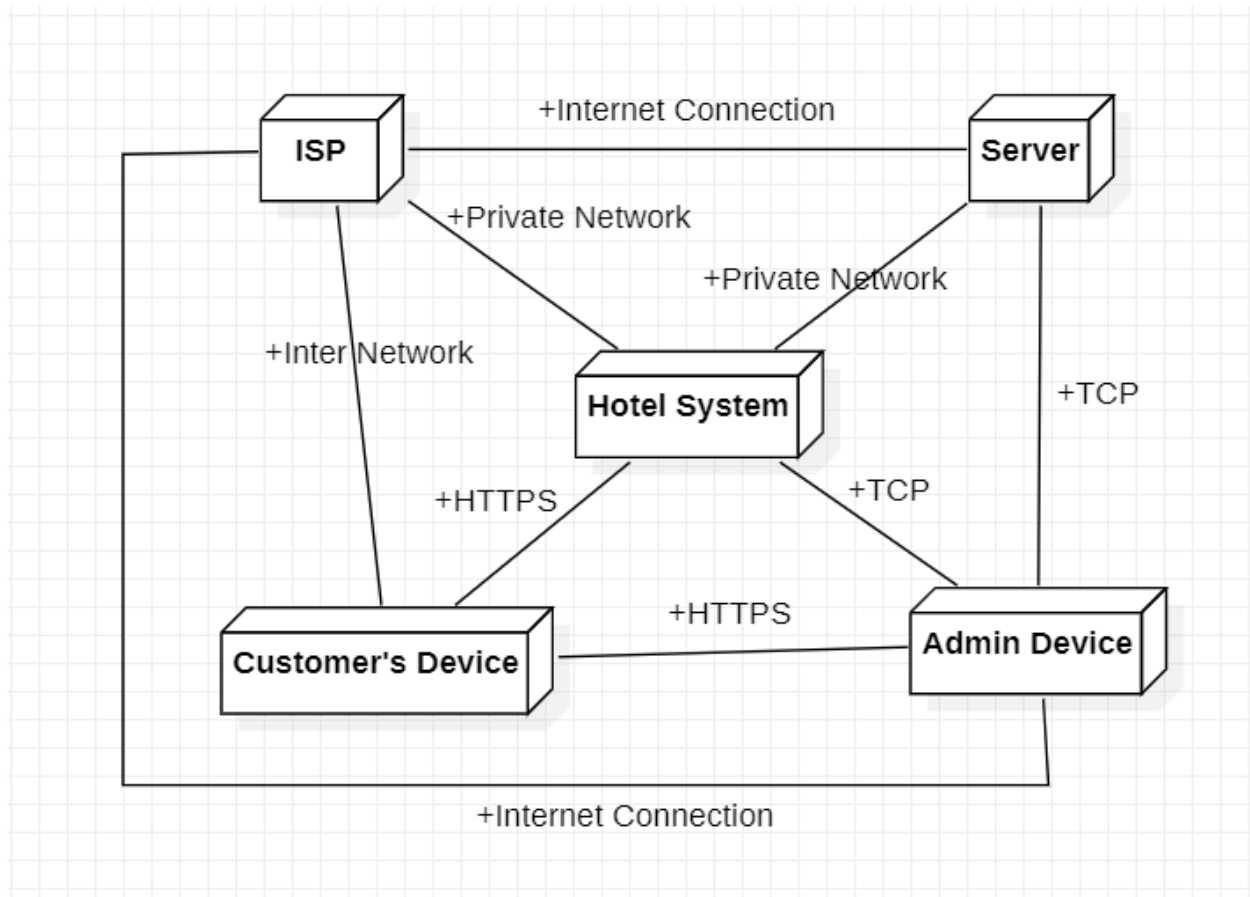 +Internet Connection
ISP
Server
+Private Network
+Private Network
+Inter Network
+TCP
Hotel System
+HTTPS
+TCP
+HTTPS
Customer's Device
Admin Device
+Internet Connection